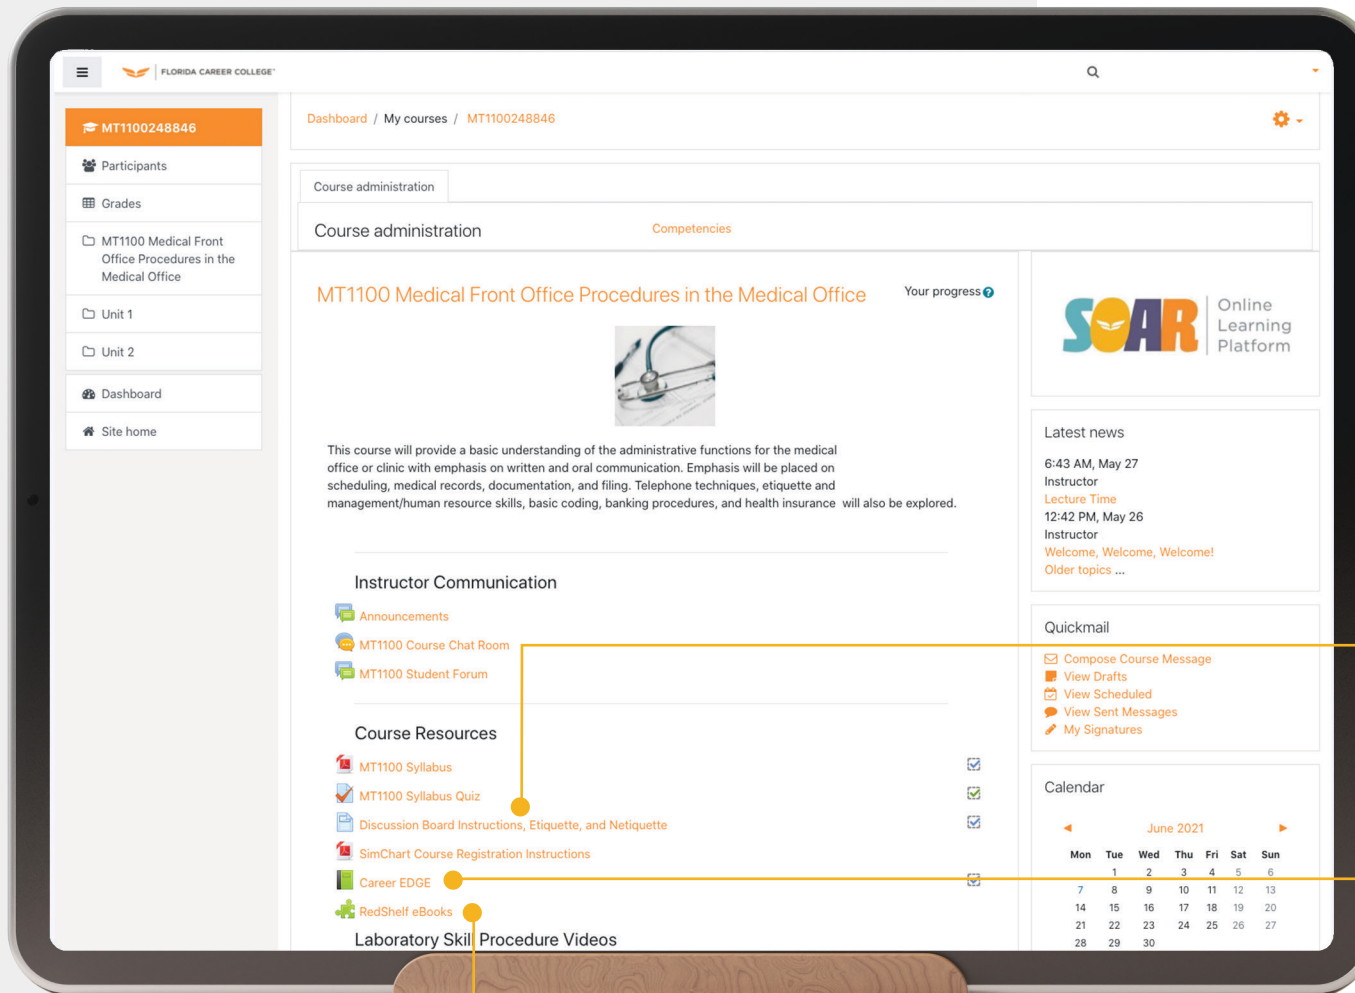 FLORIDA CAREER COLLEGE
MT1100248846
Participants
Grades
MT1100 Medical Front
Office Procedures in the
Medical Office
Unit 1
Unit 2
Dashboard
Site home
Dashboard / My courses / MT1100248846
Course administration
Course administration
Competencies
MT1100 Medical Front Office Procedures in the Medical Office
Your progress
This course will provide a basic understanding of the administrative functions for the medical
office or clinic with emphasis on written and oral communication. Emphasis will be placed on
scheduling, medical records, documentation, and filing. Telephone techniques, etiquette and
management/human resource skills, basic coding, banking procedures, and health insurance will also be explored.
Instructor Communication
Announcements
MT1100 Course Chat Room
MT1100 Student Forum
Course Resources
MT1100 Syllabus
MT1100 Syllabus Quiz
Discussion Board Instructions, Etiquette, and Netiquette
SimChart Course Registration Instructions
Career EDGE
RedShelf eBooks
Laboratory Skill Procedure Videos
SOAR
Online
Learning
Platform
Latest news
6:43 AM, May 27
Instructor
Lecture Time
12:42 PM, May 26
Instructor
Welcome, Welcome, Welcome!
Older topics ...
Quickmail
Compose Course Message
View Drafts
View Scheduled
View Sent Messages
My Signatures
Calendar
June 2021
Mon Tue Wed Thu Fri Sat Sun
1 2 3 4 5 6
7 8 9 10 11 12 13
14 15 16 17 18 19 20
21 22 23 24 25 26 27
28 29 30